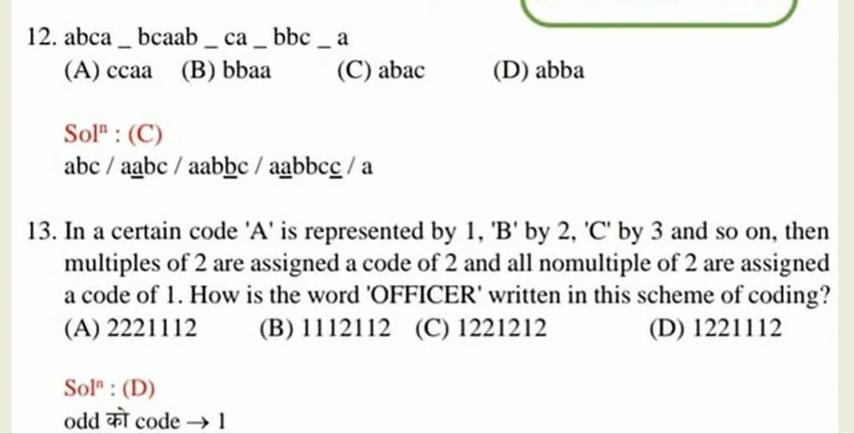 12. abca _ bcaab _ ca _ bbc _ a
(A) ccaa (B) bbaa (C) abac (D) abba
Solⁿ : (C)
abc / aabc / aabbc / aabbcc / a
13. In a certain code 'A' is represented by 1, 'B' by 2, 'C' by 3 and so on, then
multiples of 2 are assigned a code of 2 and all nomultiple of 2 are assigned
a code of 1. How is the word 'OFFICER' written in this scheme of coding?
(A) 2221112 (B) 1112112 (C) 1221212 (D) 1221112
Solⁿ : (D)
odd को code → 1